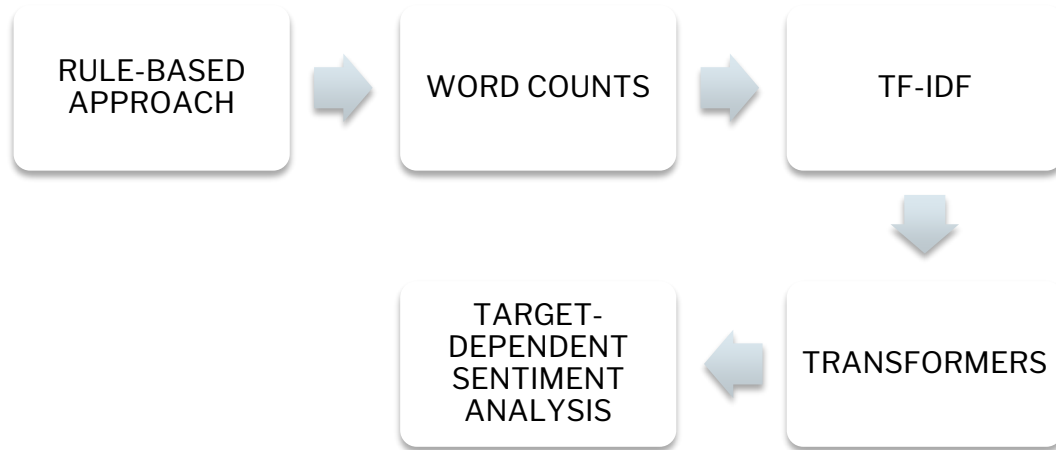 RULE-BASED
APPROACH
WORD COUNTS
TF-IDF
TRANSFORMERS
TARGET-
DEPENDENT
SENTIMENT
ANALYSIS